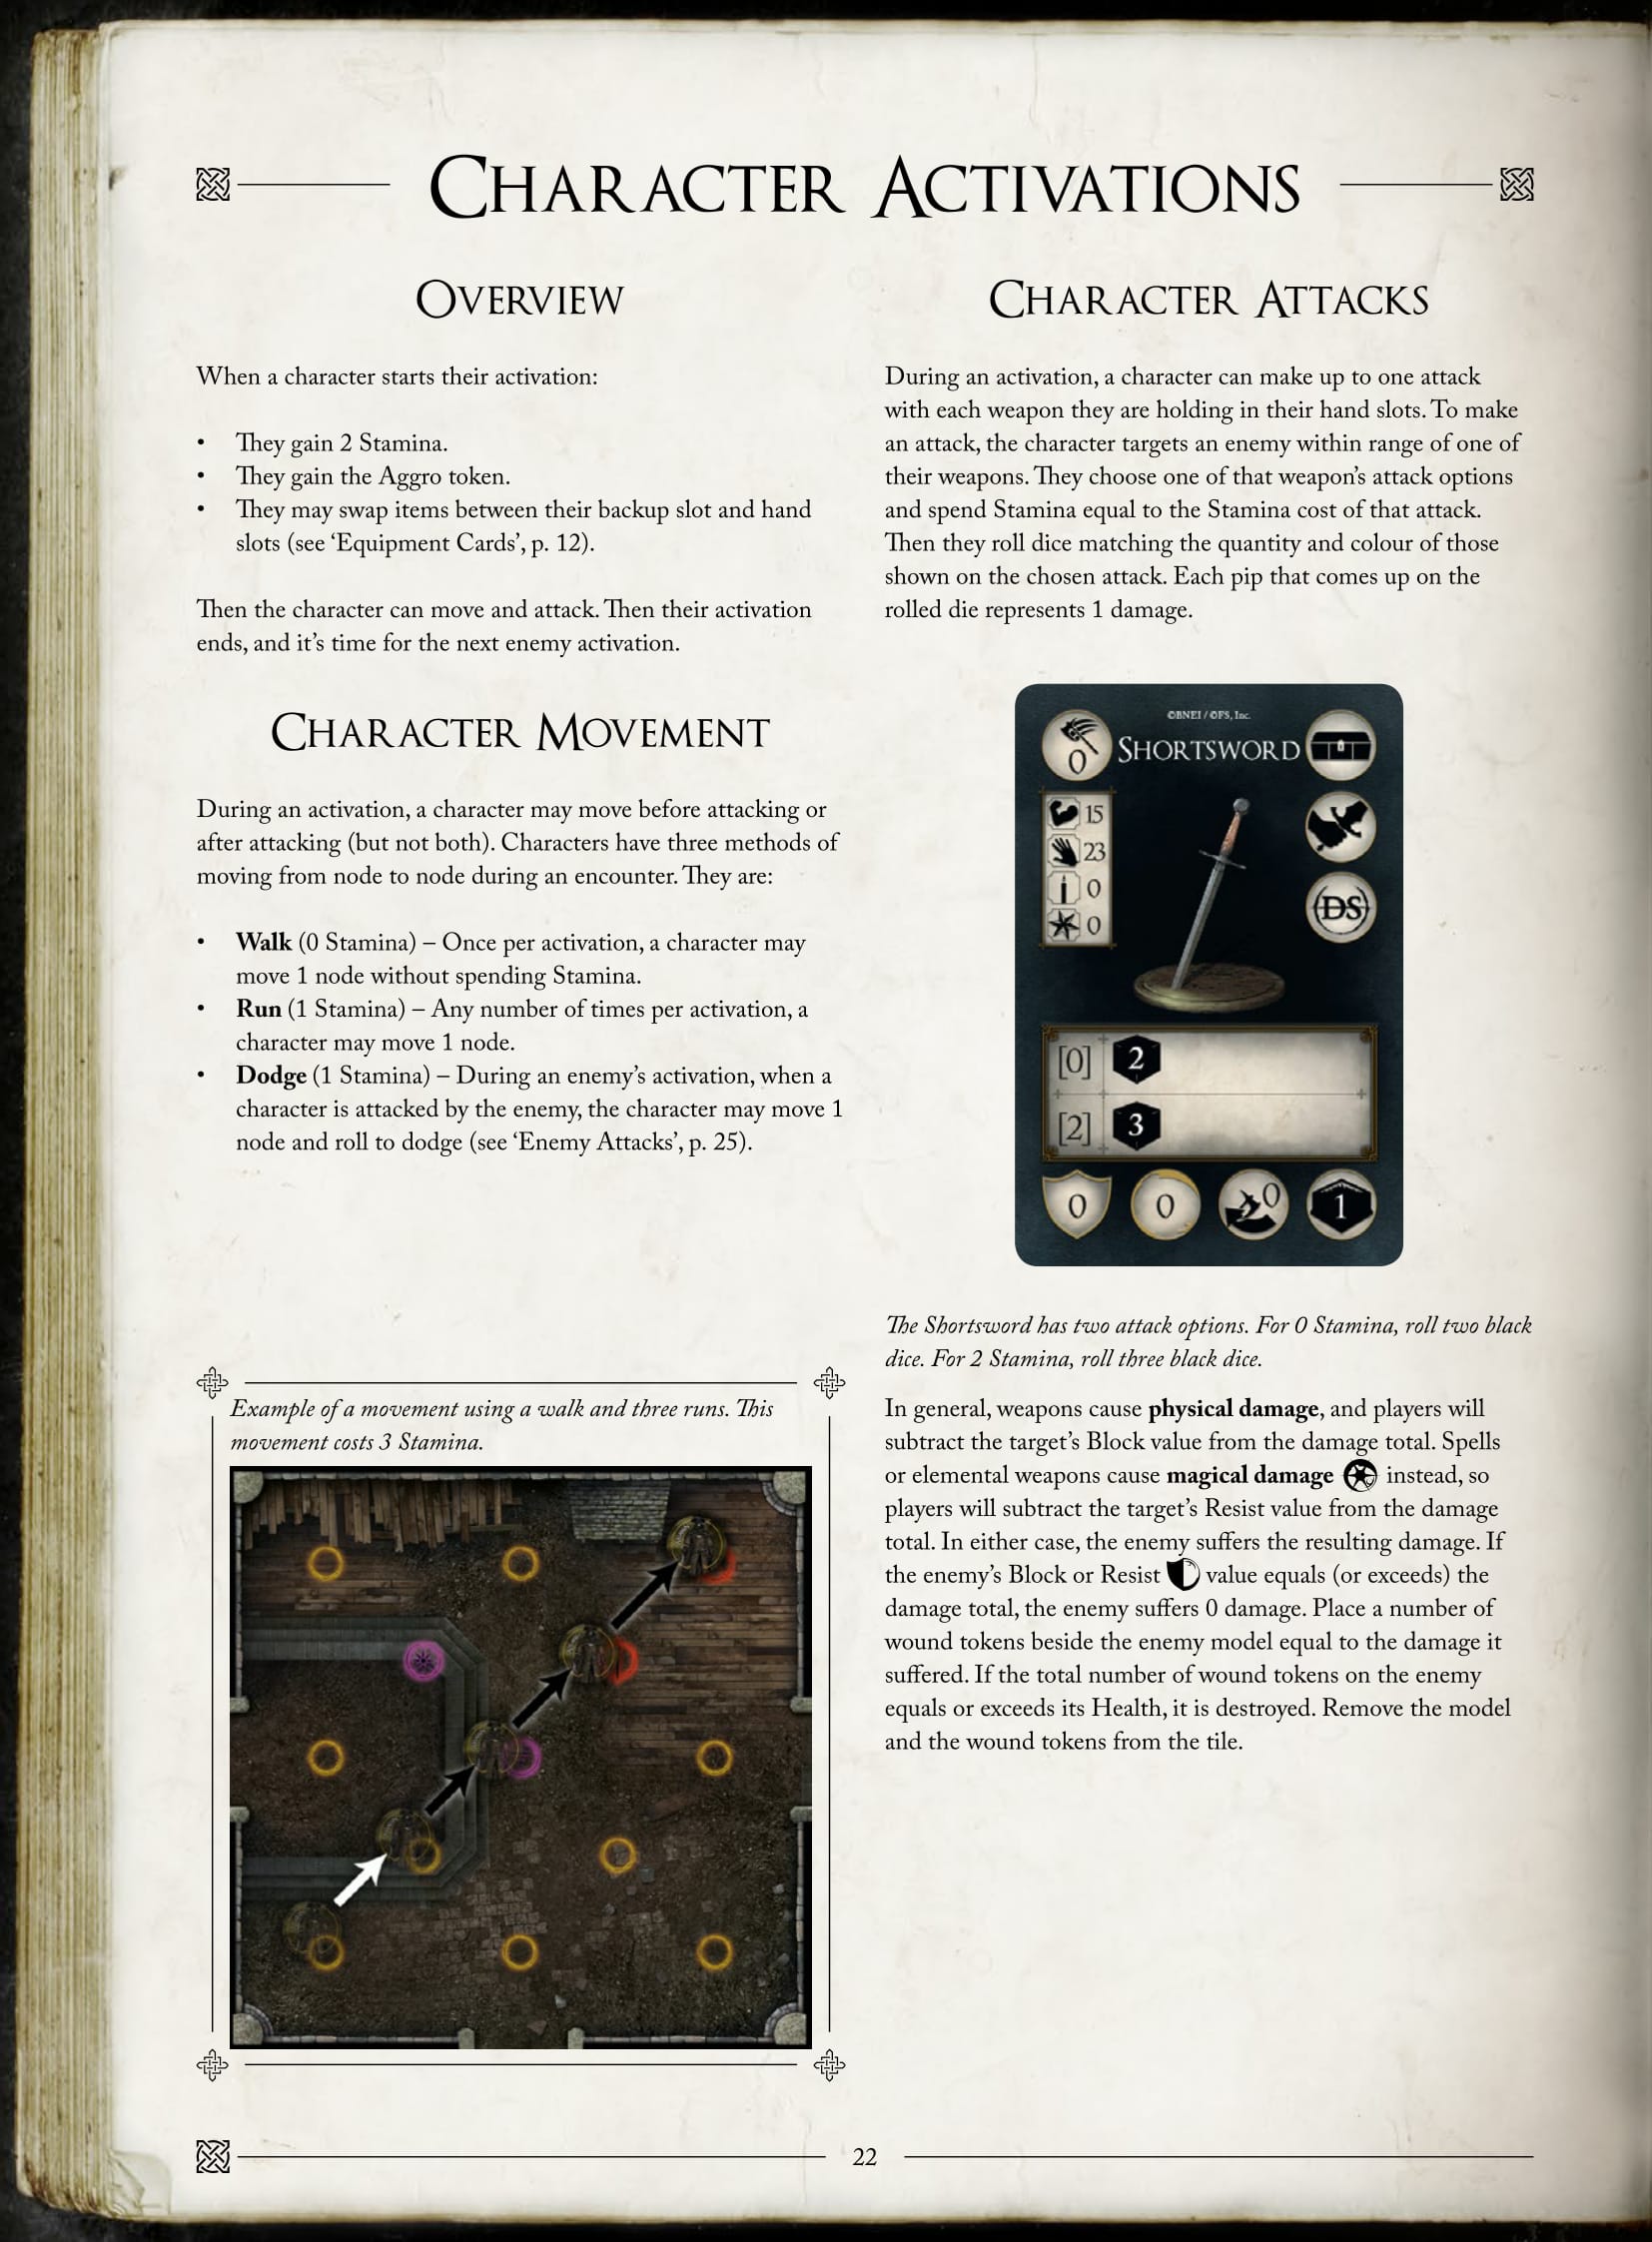 Character Activations
Overview
When a character starts their activation:
• They gain 2 Stamina.
• They gain the Aggro token.
• They may swap items between their backup slot and hand
slots (see ‘Equipment Cards’, p. 12).
Then the character can move and attack. Then their activation
ends, and it’s time for the next enemy activation.
Character Movement
During an activation, a character may move before attacking or
after attacking (but not both). Characters have three methods of
moving from node to node during an encounter. They are:
• Walk (0 Stamina) – Once per activation, a character may
move 1 node without spending Stamina.
• Run (1 Stamina) – Any number of times per activation, a
character may move 1 node.
• Dodge (1 Stamina) – During an enemy’s activation, when a
character is attacked by the enemy, the character may move 1
node and roll to dodge (see ‘Enemy Attacks’, p. 25).
Example of a movement using a walk and three runs. This
movement costs 3 Stamina.
Character Attacks
During an activation, a character can make up to one attack
with each weapon they are holding in their hand slots. To make
an attack, the character targets an enemy within range of one of
their weapons. They choose one of that weapon’s attack options
and spend Stamina equal to the Stamina cost of that attack.
Then they roll dice matching the quantity and colour of those
shown on the chosen attack. Each pip that comes up on the
rolled die represents 1 damage.
©BNEI / ©FS, Inc.
0 Shortsword
15
23
0
0
DS
[0] 2
[2] 3
0 0 0 1
The Shortsword has two attack options. For 0 Stamina, roll two black
dice. For 2 Stamina, roll three black dice.
In general, weapons cause physical damage, and players will
subtract the target’s Block value from the damage total. Spells
or elemental weapons cause magical damage instead, so
players will subtract the target’s Resist value from the damage
total. In either case, the enemy suffers the resulting damage. If
the enemy’s Block or Resist value equals (or exceeds) the
damage total, the enemy suffers 0 damage. Place a number of
wound tokens beside the enemy model equal to the damage it
suffered. If the total number of wound tokens on the enemy
equals or exceeds its Health, it is destroyed. Remove the model
and the wound tokens from the tile.
22